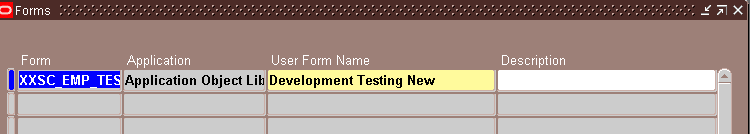 Forms
Form Application User Form Name Description
XXSC_EMP_TES Application Object Lib Development Testing New